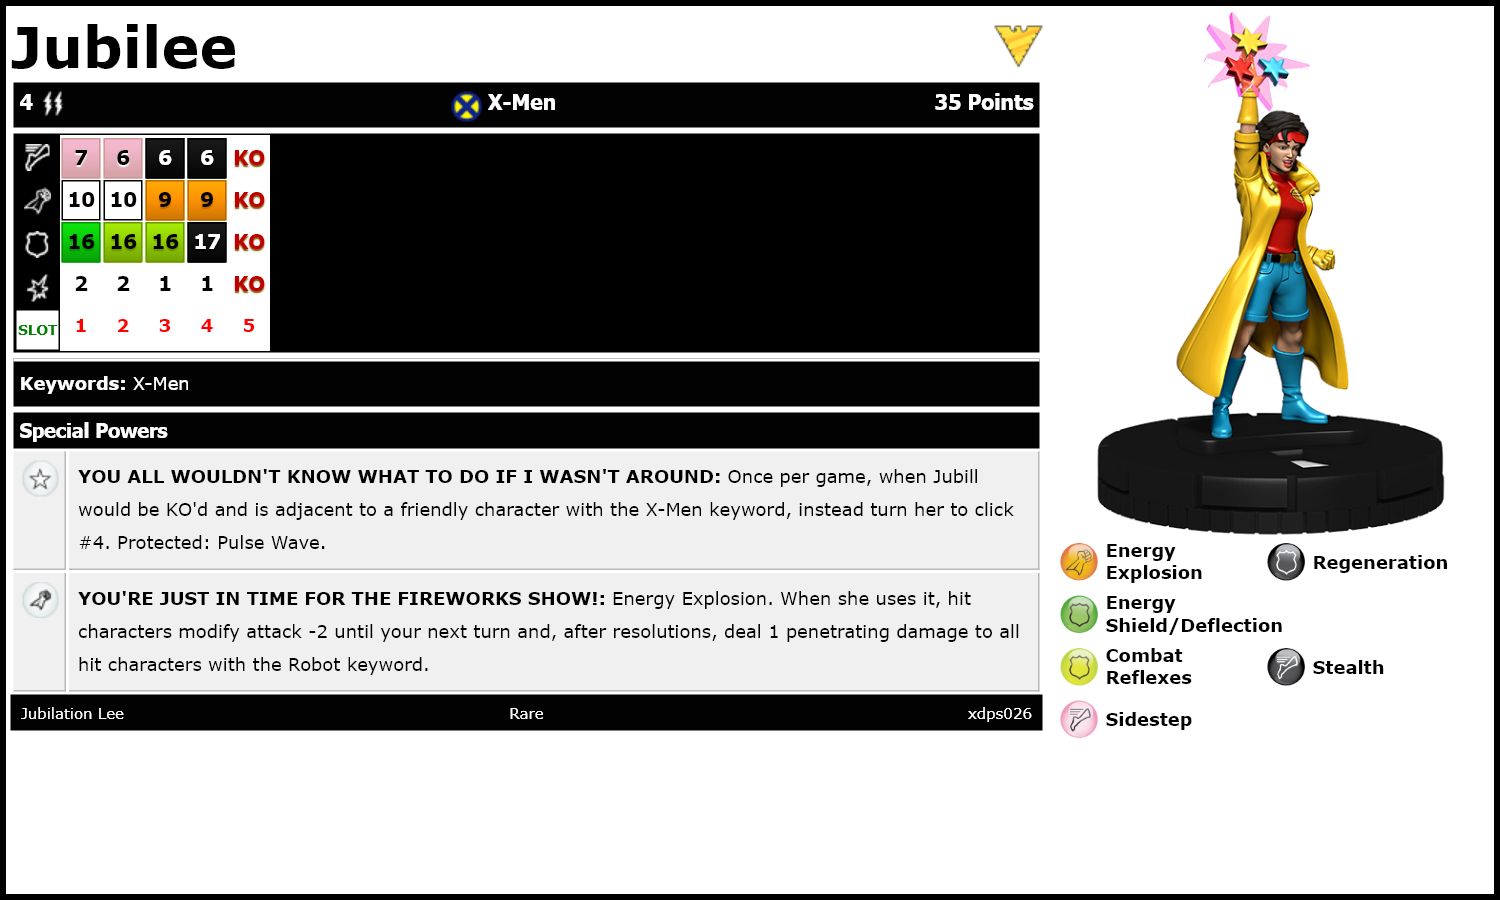 Jubilee
4 X-Men 35 Points
7 6 6 6 KO
10 10 9 9 KO
16 16 16 17 KO
2 2 1 1 KO
SLOT 1 2 3 4 5
Keywords: X-Men
Special Powers
YOU ALL WOULDN'T KNOW WHAT TO DO IF I WASN'T AROUND: Once per game, when Jubill
would be KO'd and is adjacent to a friendly character with the X-Men keyword, instead turn her to click
#4. Protected: Pulse Wave.
YOU'RE JUST IN TIME FOR THE FIREWORKS SHOW!: Energy Explosion. When she uses it, hit
characters modify attack -2 until your next turn and, after resolutions, deal 1 penetrating damage to all
hit characters with the Robot keyword.
Jubilation Lee Rare xdps026
Energy
Explosion
Regeneration
Energy
Shield/Deflection
Combat
Reflexes
Stealth
Sidestep